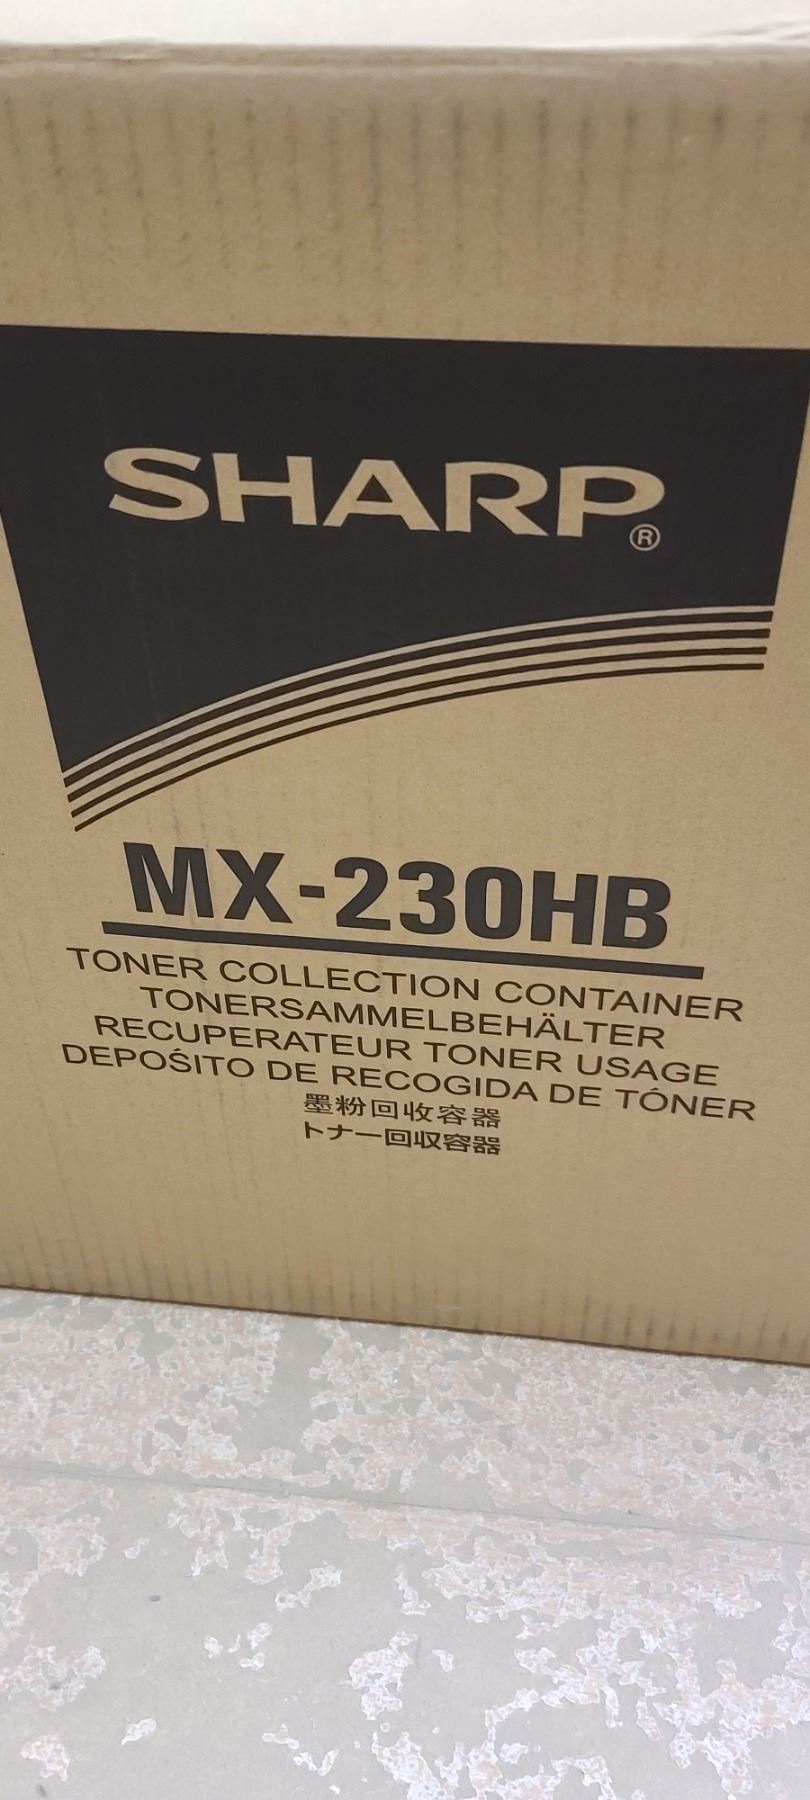 SHARP®
MX-230HB
TONER COLLECTION CONTAINER
TONERSAMMELBEHÄLTER
RECUPERATEUR TONER USAGE
DEPOŚITO DE RECOGIDA DE TÓNER
墨粉回收容器
トナー回収容器